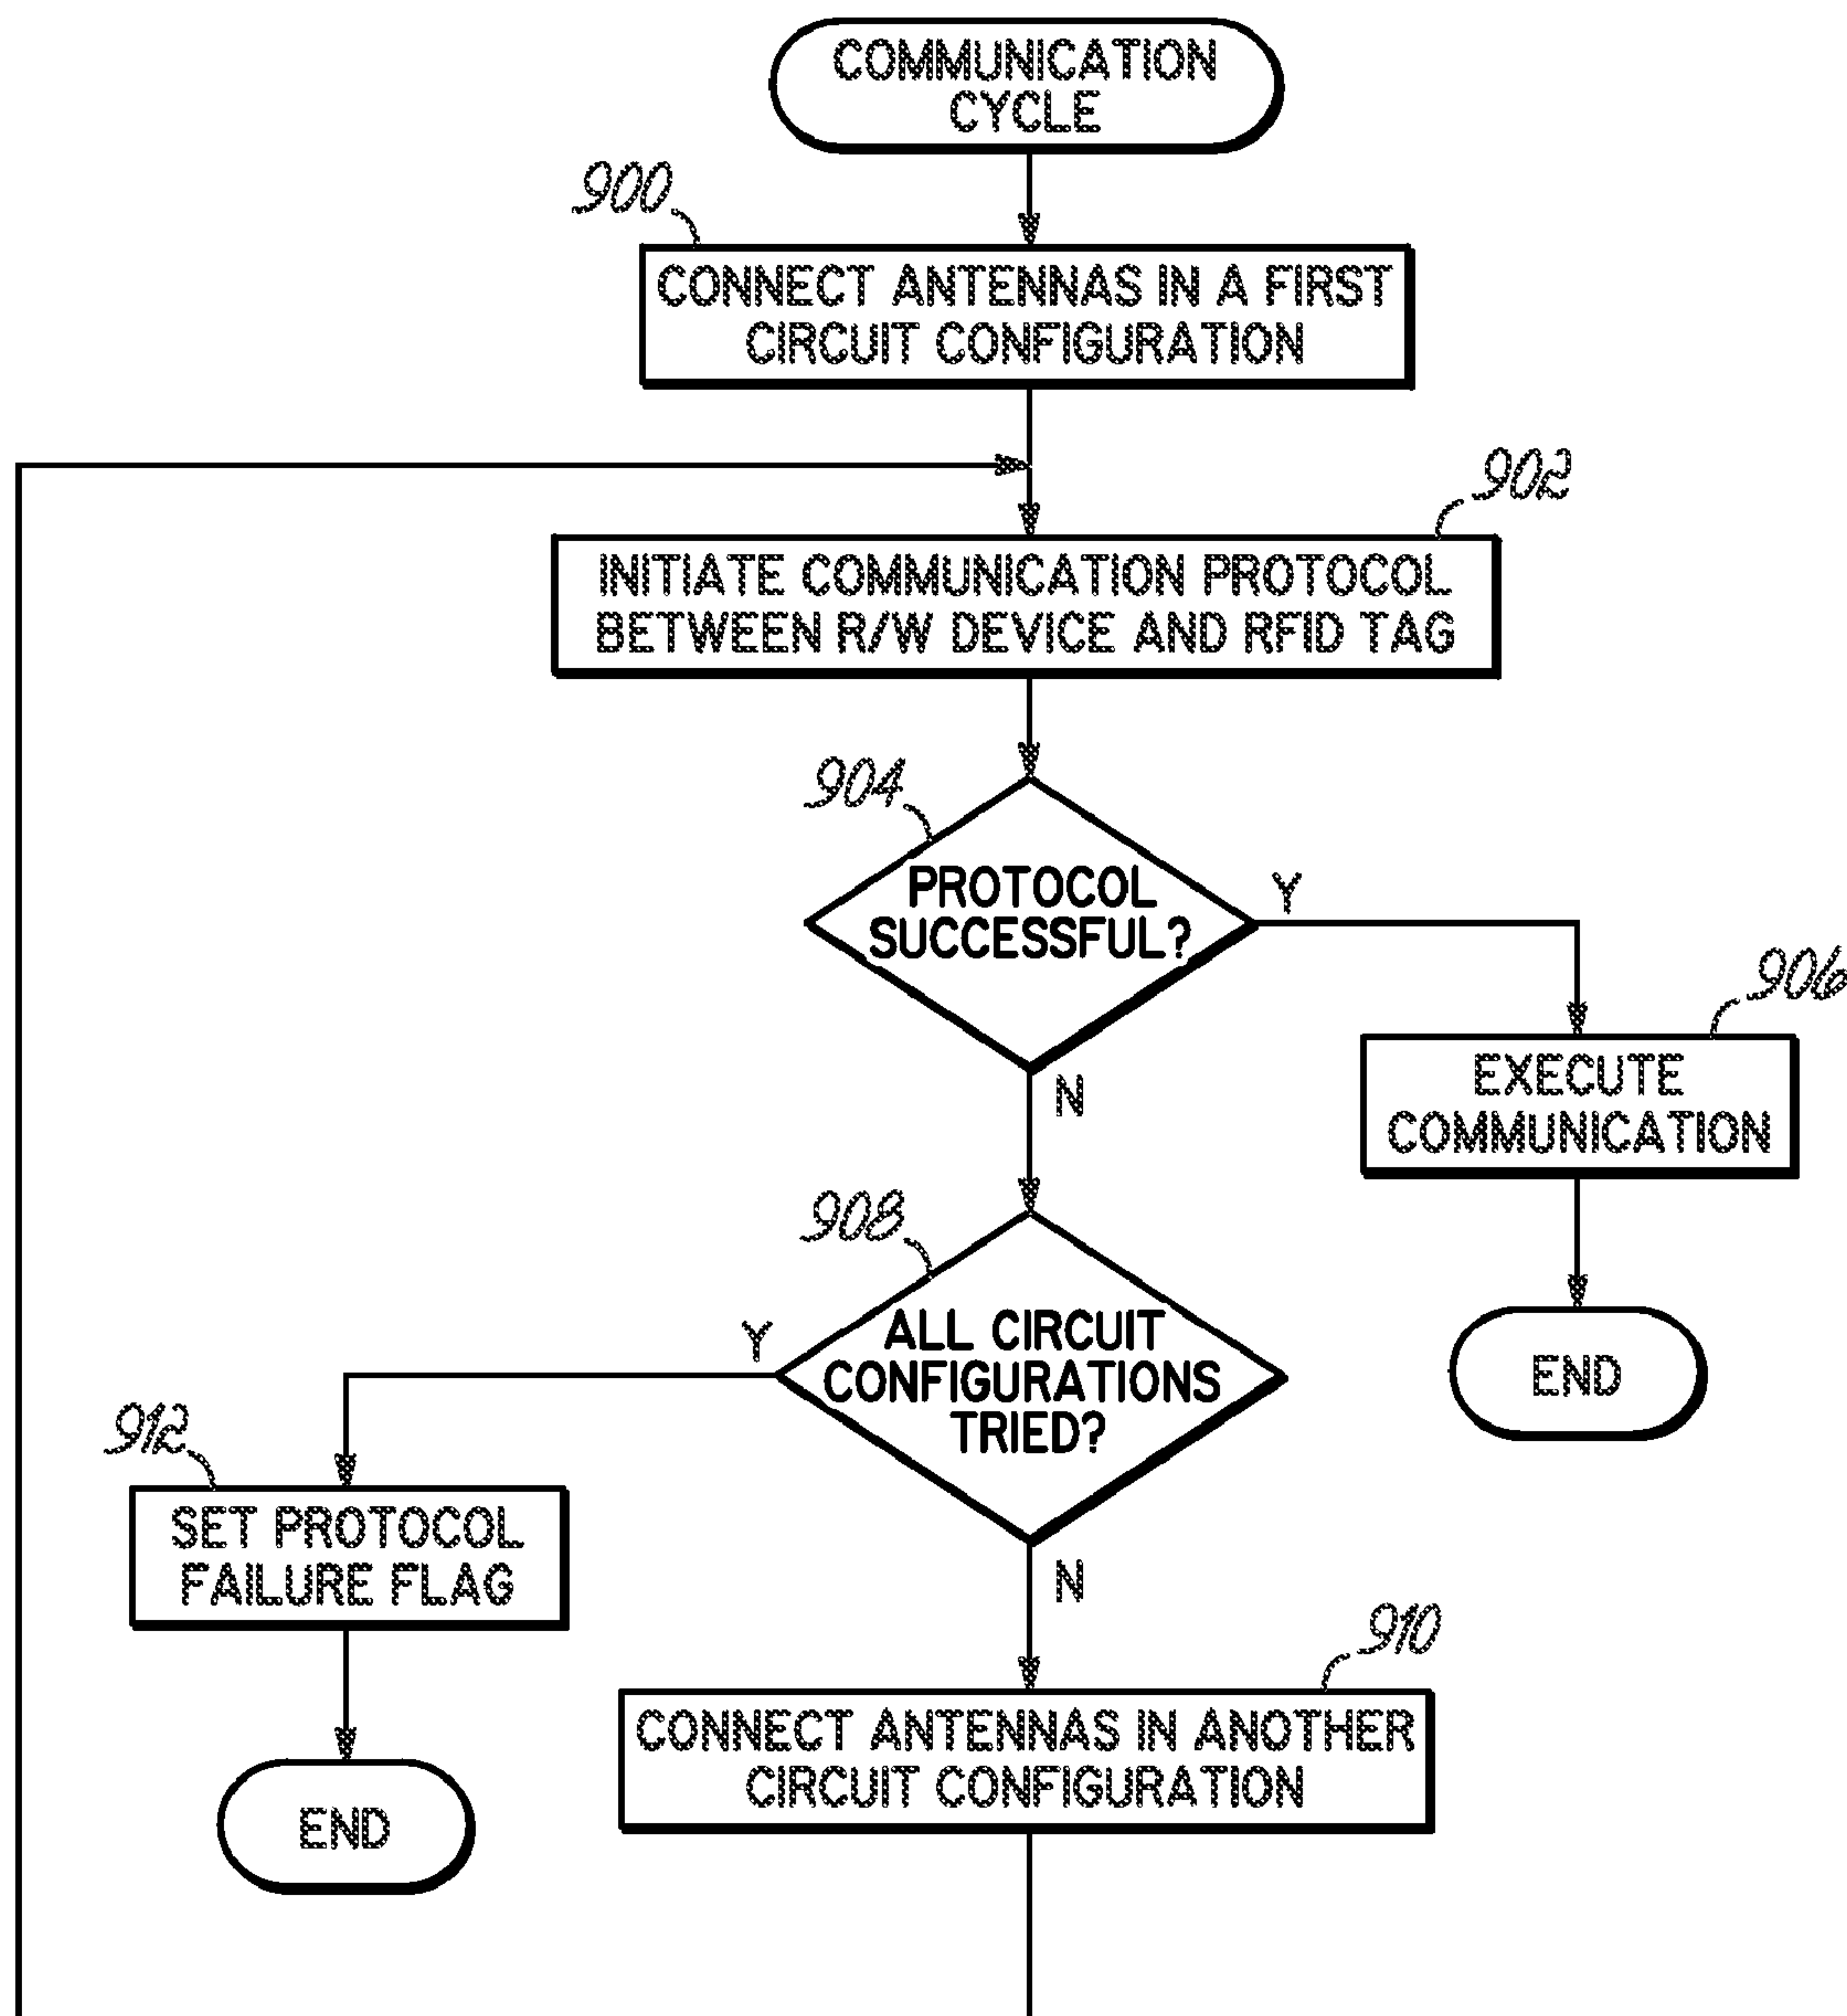 COMMUNICATION
CYCLE
900
CONNECT ANTENNAS IN A FIRST
CIRCUIT CONFIGURATION
902
INITIATE COMMUNICATION PROTOCOL
BETWEEN R/W DEVICE AND RFID TAG
904
PROTOCOL
SUCCESSFUL?
Y
906
N
EXECUTE
COMMUNICATION
908
ALL CIRCUIT
CONFIGURATIONS
TRIED?
Y
END
912
SET PROTOCOL
FAILURE FLAG
N
910
CONNECT ANTENNAS IN ANOTHER
CIRCUIT CONFIGURATION
END